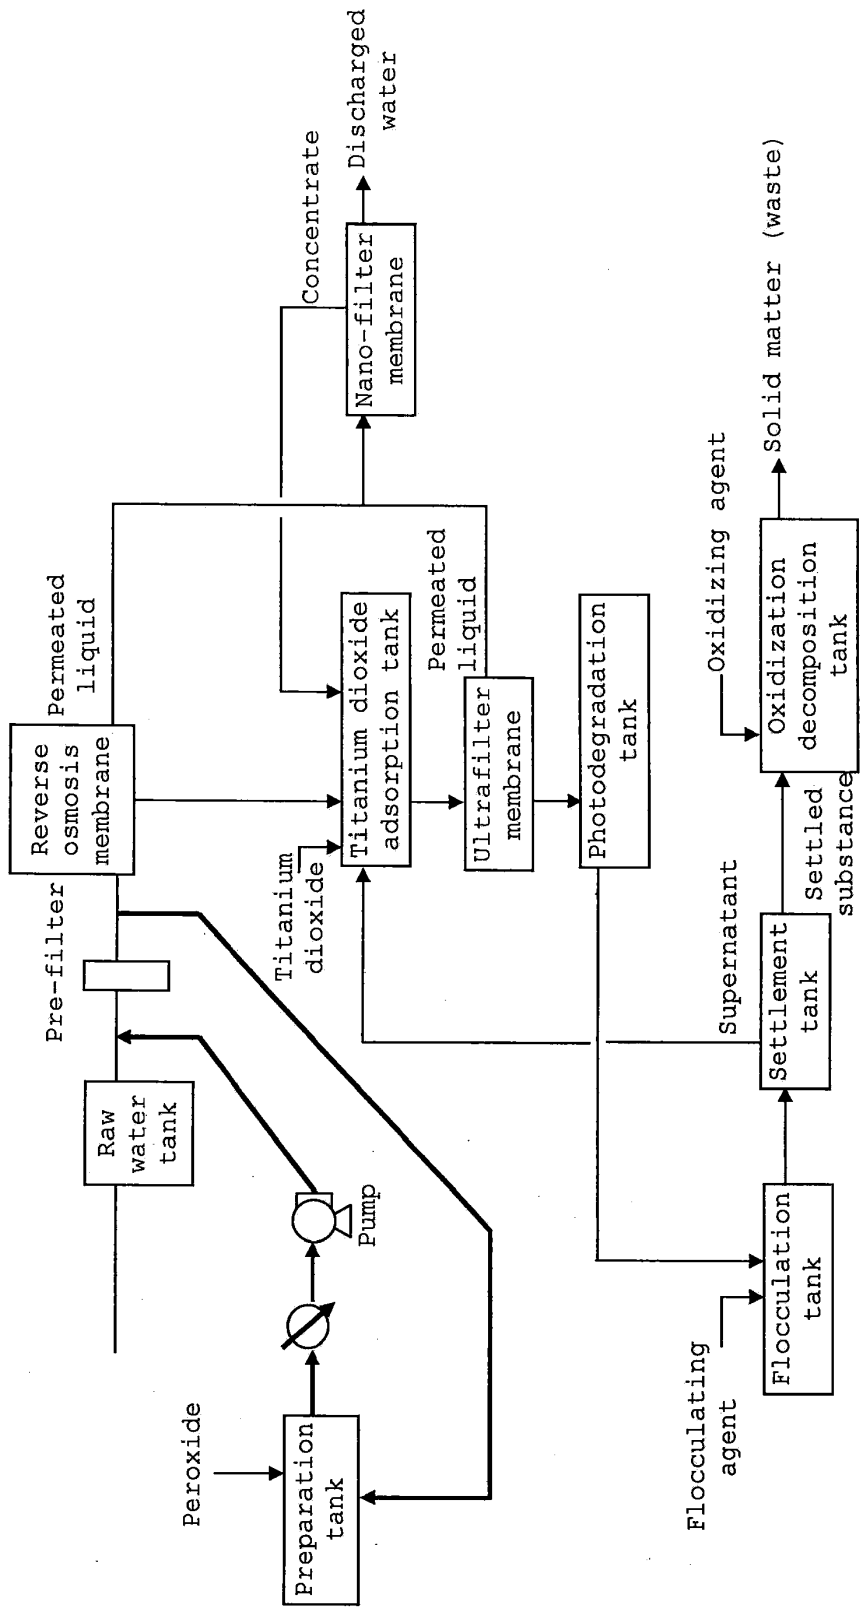 Raw
water
tank
Pre-filter
Reverse
osmosis
membrane
Permeated
liquid
Peroxide
Preparation
tank
Pump
Titanium
dioxide
Titanium dioxide
adsorption tank
Concentrate
Nano-filter
membrane
Discharged
water
Ultrafilter
membrane
Permeated
liquid
Photodegradation
tank
Flocculating
agent
Flocculation
tank
Supernatant
Settlement
tank
Settled
substance
Oxidizing agent
Oxidization
decomposition
tank
Solid matter (waste)